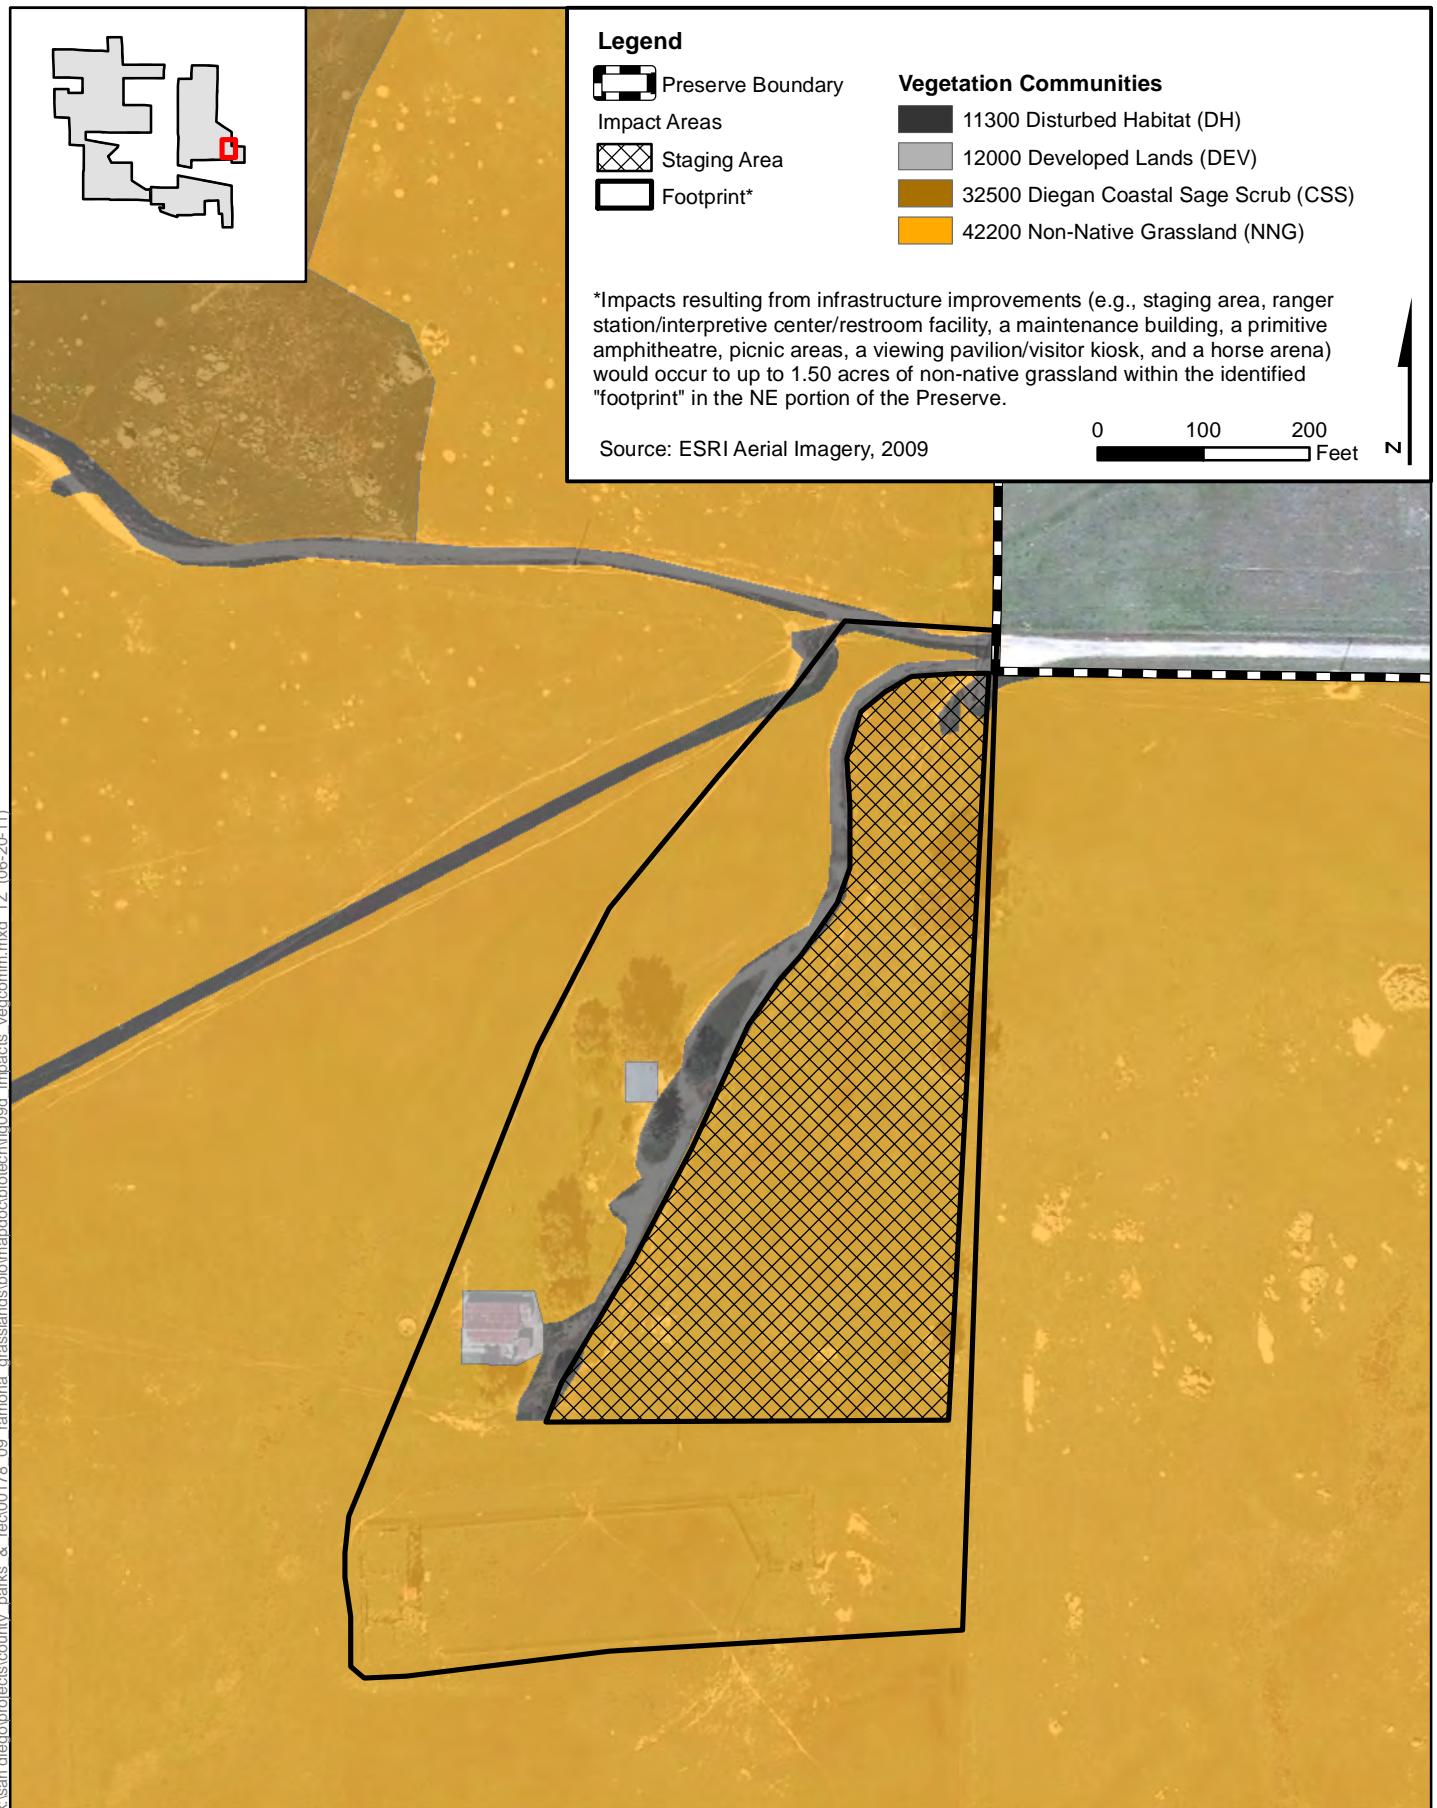 Legend
Preserve Boundary
Impact Areas
Staging Area
Footprint*
Vegetation Communities
11300 Disturbed Habitat (DH)
12000 Developed Lands (DEV)
32500 Diegan Coastal Sage Scrub (CSS)
42200 Non-Native Grassland (NNG)
*Impacts resulting from infrastructure improvements (e.g., staging area, ranger
station/interpretive center/restroom facility, a maintenance building, a primitive
amphitheatre, picnic areas, a viewing pavilion/visitor kiosk, and a horse arena)
would occur to up to 1.50 acres of non-native grassland within the identified
"footprint" in the NE portion of the Preserve.
Source: ESRI Aerial Imagery, 2009
0 100 200
Feet
N